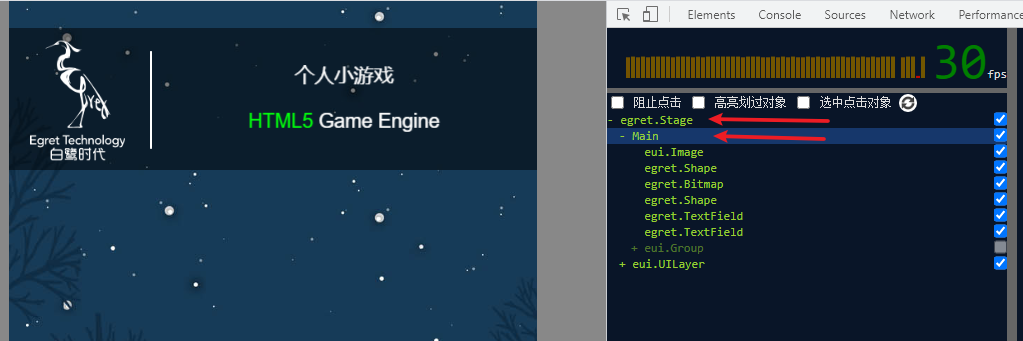 Elements Console Sources Network Performance
个人小游戏
HTML5 Game Engine
Egret Technology
白鹭时代
30 fps
阻止点击 高亮划过对象 选中点击对象
- egret.Stage
- Main
eui.Image
egret.Shape
egret.Bitmap
egret.Shape
egret.TextField
egret.TextField
+ eui.Group
+ eui.UILayer